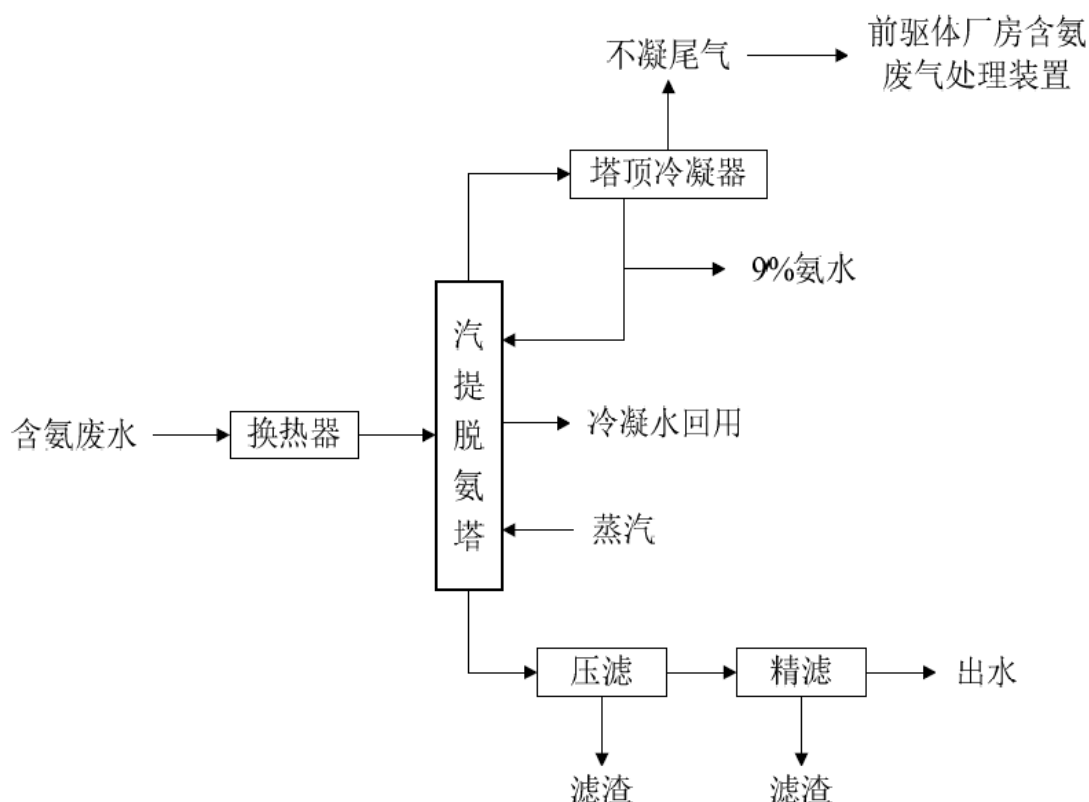 不凝尾气
前驱体厂房含氨
废气处理装置
塔顶冷凝器
9%氨水
汽提脱氨塔
冷凝水回用
含氨废水
换热器
蒸汽
压滤
精滤
出水
滤渣
滤渣